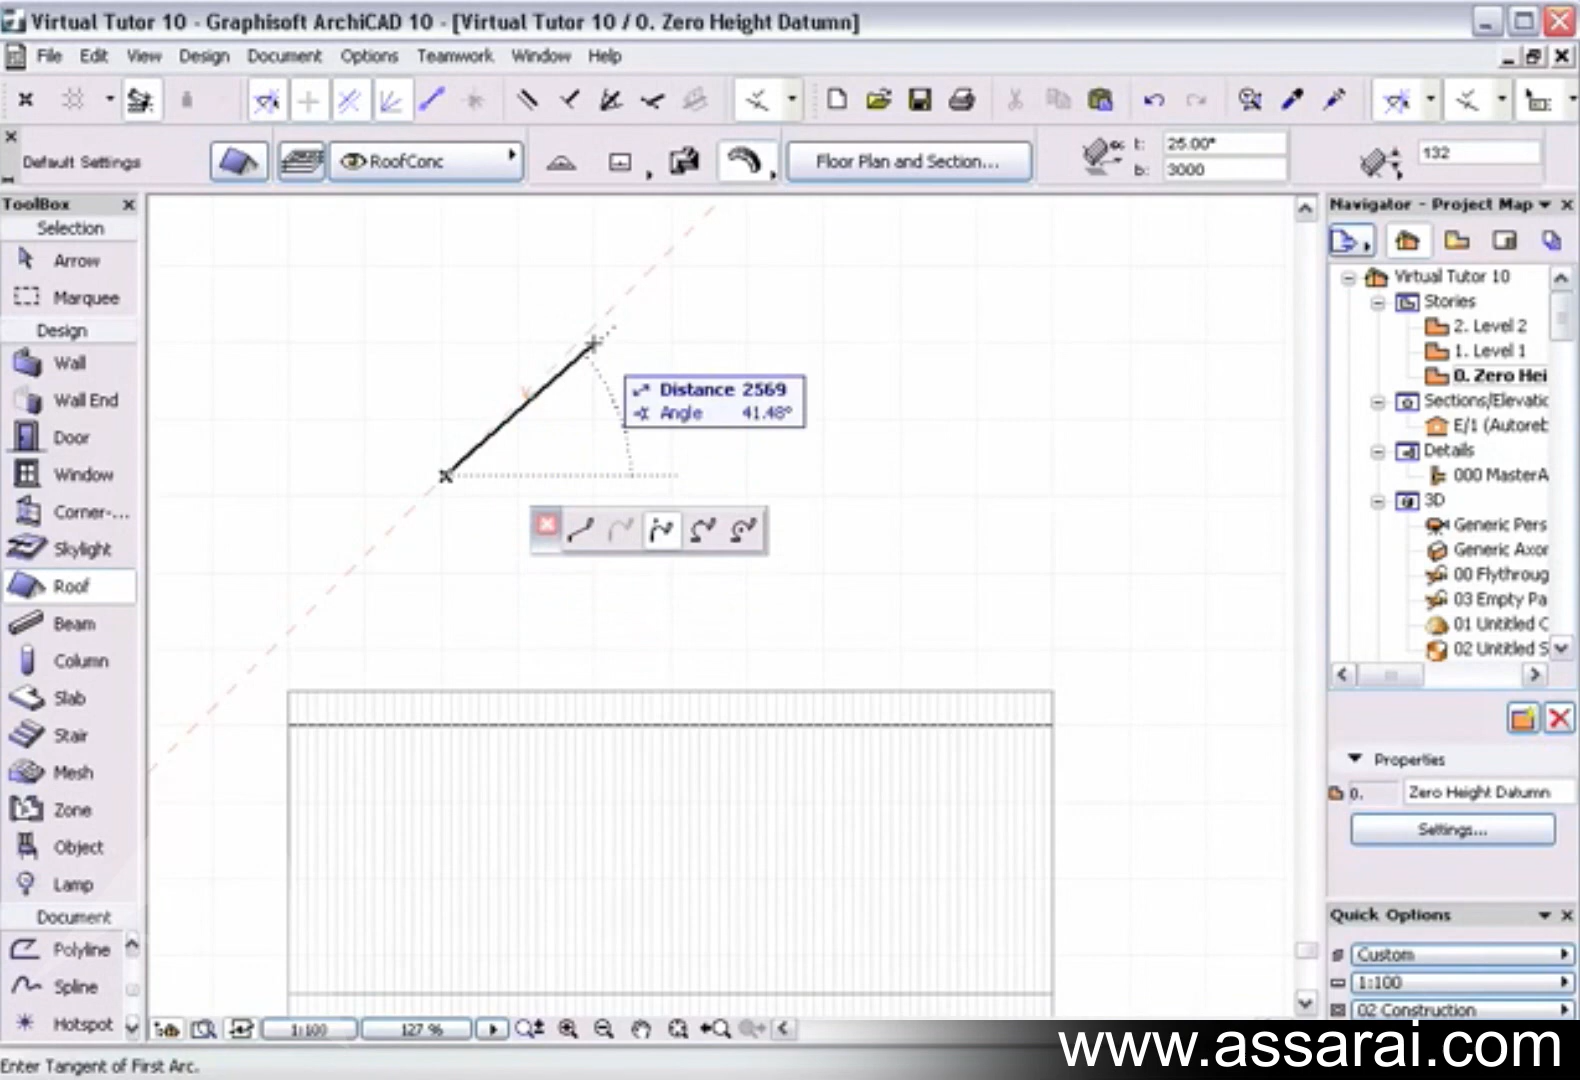 Virtual Tutor 10 - Graphisoft ArchiCAD 10 - [Virtual Tutor 10 / 0. Zero Height Datumn]
File Edit View Design Document Options Teamwork Window Help
Default Settings
RoofConc
Floor Plan and Section...
t: 25.00°
b: 3000
132
ToolBox
Selection
Arrow
Marquee
Design
Wall
Wall End
Door
Window
Corner-...
Skylight
Roof
Beam
Column
Slab
Stair
Mesh
Zone
Object
Lamp
Document
Polyline
Spline
Hotspot
Distance 2569
Angle 41.48°
1:100
127 %
Navigator - Project Map
Virtual Tutor 10
Stories
2. Level 2
1. Level 1
0. Zero Hei
Sections/Elevatic
E/1 (Autoreb
Details
000 MasterA
3D
Generic Pers
Generic Axor
00 Flythroug
03 Empty Pa
01 Untitled C
02 Untitled S
Properties
0. Zero Height Datumn
Settings...
Quick Options
Custom
1:100
02 Construction
www.assarai.com
Enter Tangent of First Arc.